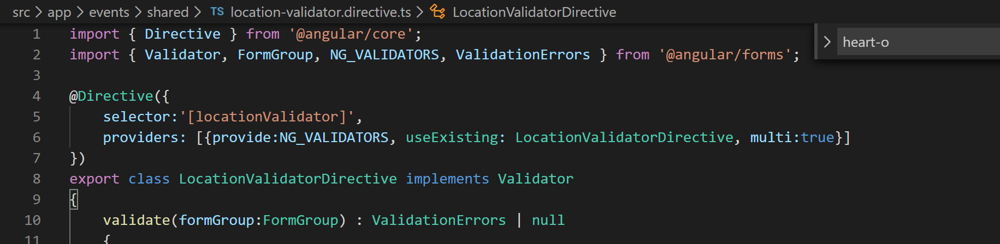 src > app > events > shared > TS location-validator.directive.ts > LocationValidatorDirective
heart-o
1 import { Directive } from '@angular/core';
2 import { Validator, FormGroup, NG_VALIDATORS, ValidationErrors } from '@angular/forms';
3
4 @Directive({
5 selector:'[locationValidator]',
6 providers: [{provide:NG_VALIDATORS, useExisting: LocationValidatorDirective, multi:true}]
7 })
8 export class LocationValidatorDirective implements Validator
9 {
10 validate(formGroup:FormGroup) : ValidationErrors | null
11 {